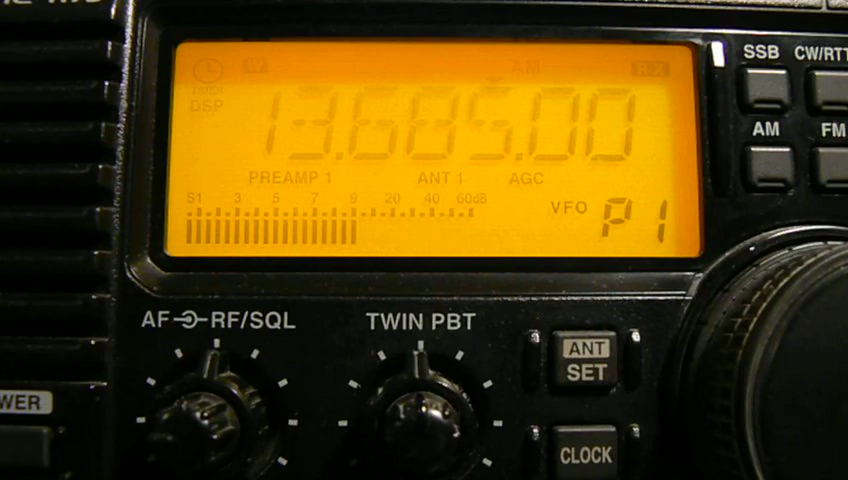 W AM RX
TIMER
DSP
13.685.00
PREAMP 1 ANT 1 AGC
S1 3 5 7 9 20 40 60dB
VFO P1
SSB CW/RTT
AM FM
AF RF/SQL
TWIN PBT
ANT
SET
CLOCK
WER